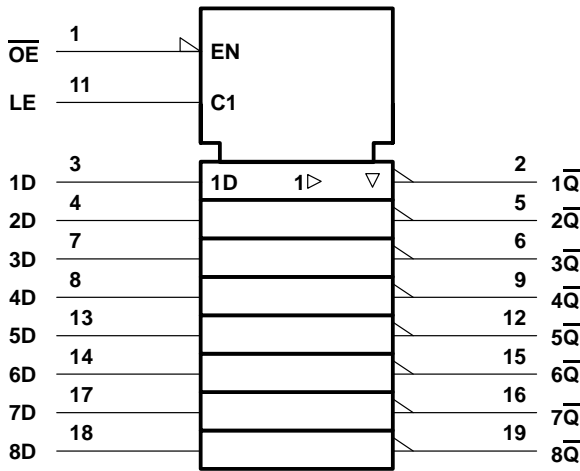 O̅E̅ 1 EN
LE 11 C1
1D 3 1D 1▷ ▽ 2 1Q̅
2D 4 5 2Q̅
3D 7 6 3Q̅
4D 8 9 4Q̅
5D 13 12 5Q̅
6D 14 15 6Q̅
7D 17 16 7Q̅
8D 18 19 8Q̅